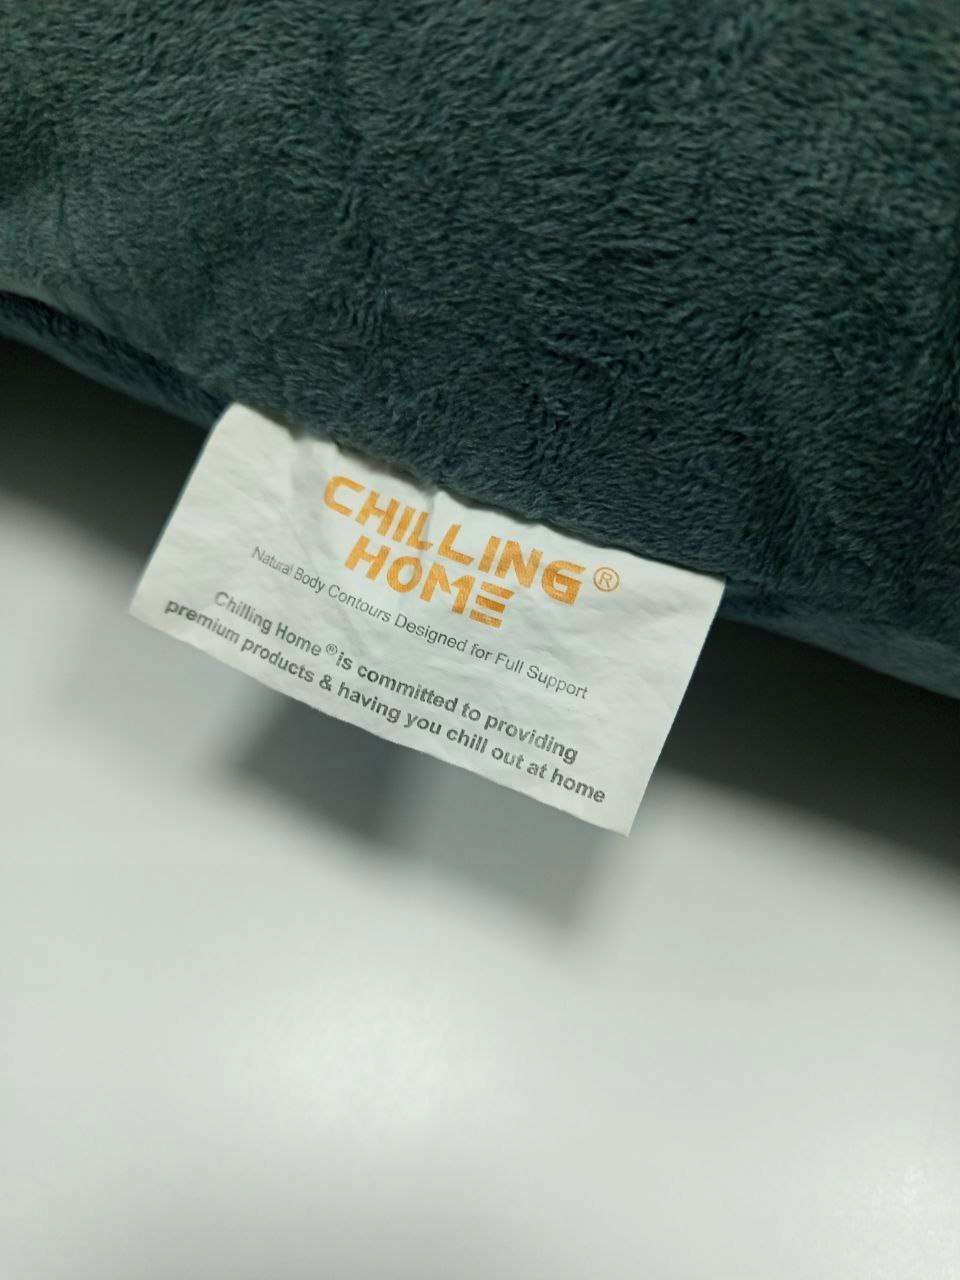 CHILLING
HOME®
Natural Body Contours Designed for Full Support
Chilling Home ® is committed to providing
premium products & having you chill out at home